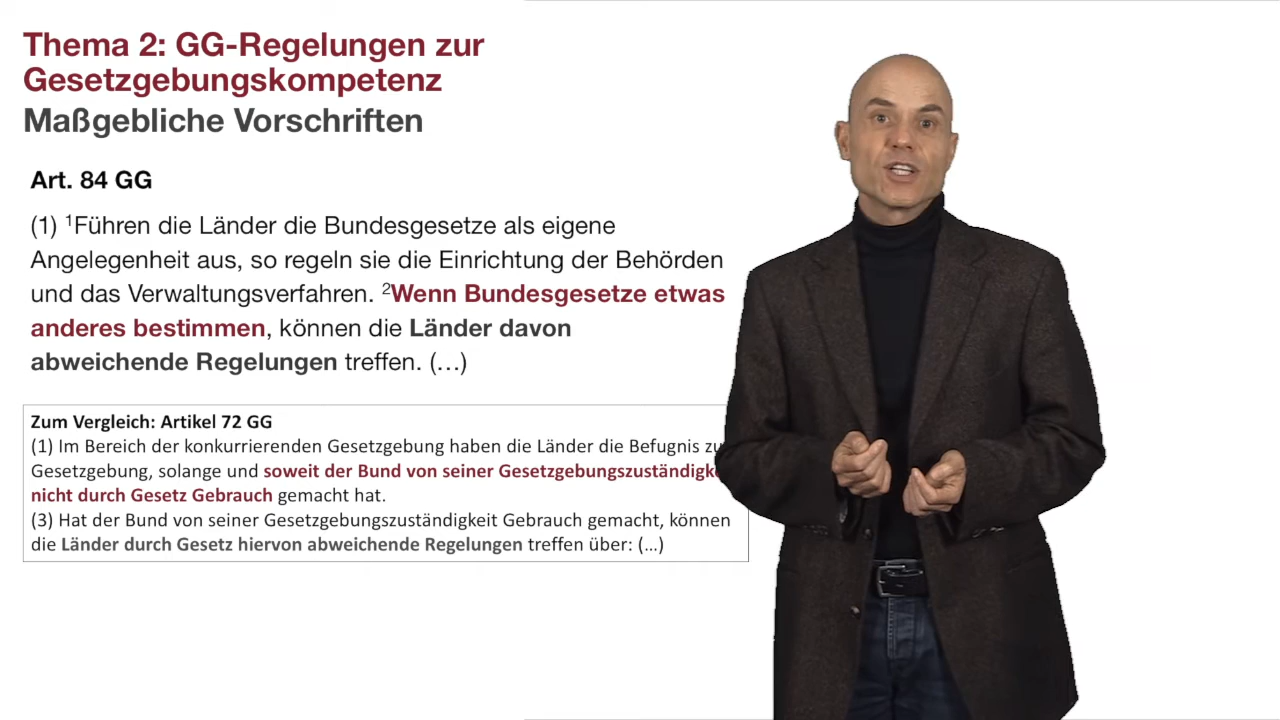 Thema 2: GG-Regelungen zur
Gesetzgebungskompetenz
Maßgebliche Vorschriften
Art. 84 GG
(1) ¹Führen die Länder die Bundesgesetze als eigene
Angelegenheit aus, so regeln sie die Einrichtung der Behörden
und das Verwaltungsverfahren. ²Wenn Bundesgesetze etwas
anderes bestimmen, können die Länder davon
abweichende Regelungen treffen. (…)
Zum Vergleich: Artikel 72 GG
(1) Im Bereich der konkurrierenden Gesetzgebung haben die Länder die Befugnis
Gesetzgebung, solange und soweit der Bund von seiner
nicht durch Gesetz Gebrauch gemacht hat.
(3) Hat der Bund von seiner Gesetzgebungszuständigkeit Gebrauch gemacht, können
die Länder durch Gesetz hiervon abweichende Regelungen treffen über: (…)